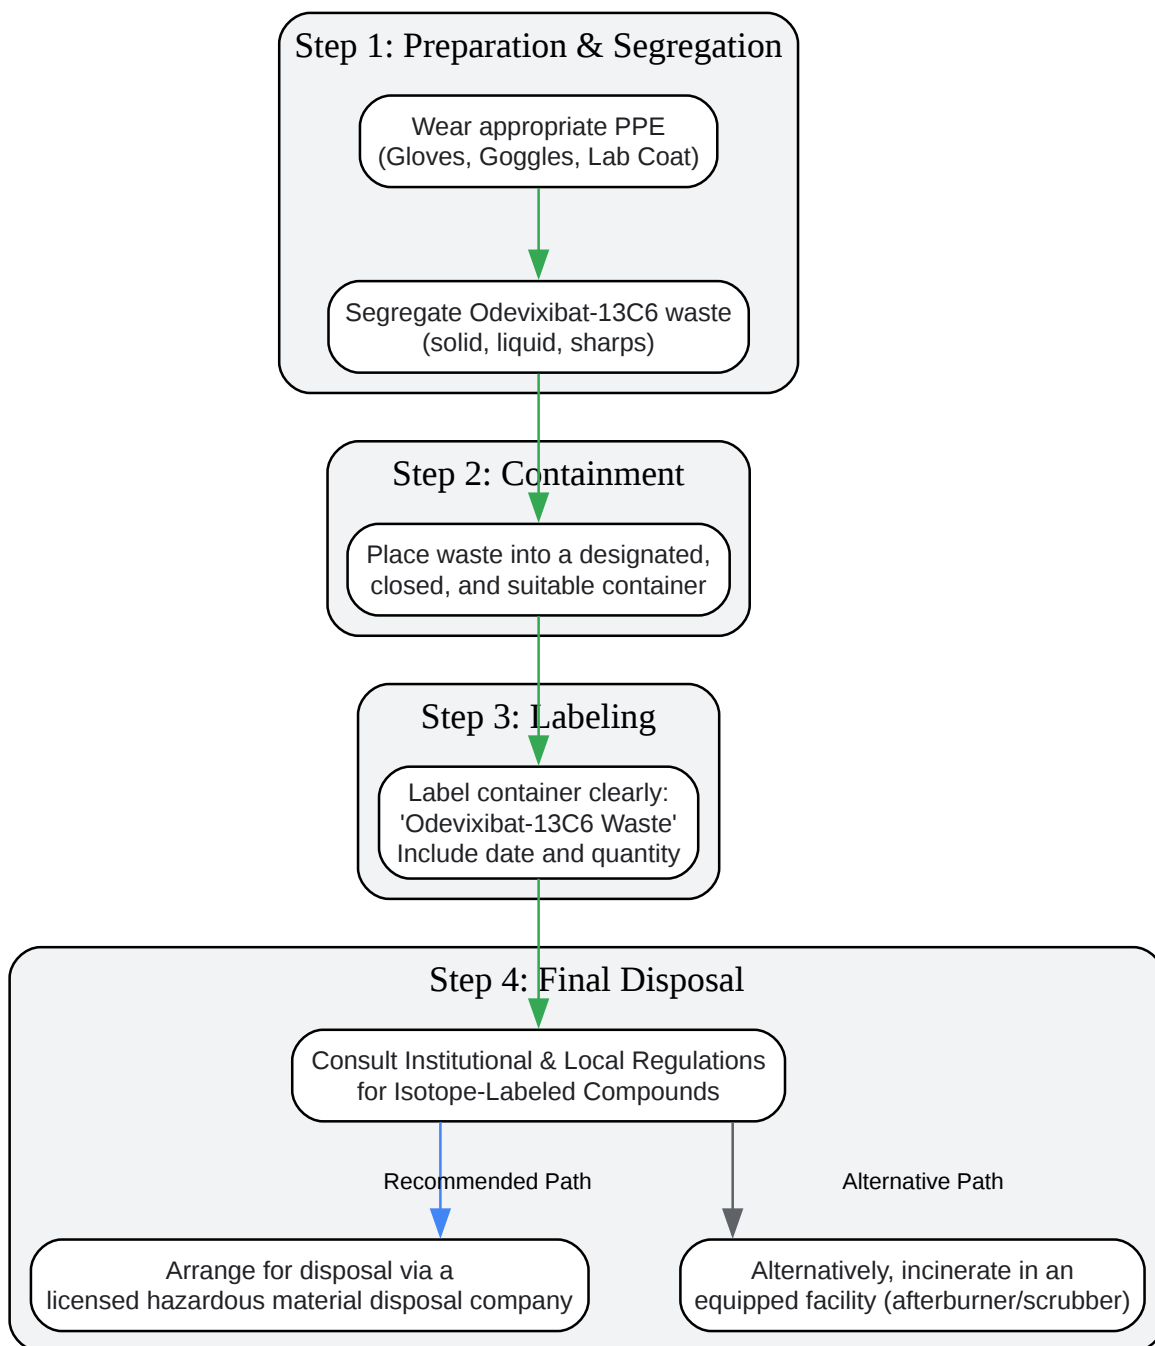 Step 1: Preparation & Segregation
Wear appropriate PPE
(Gloves, Goggles, Lab Coat)
Segregate Odevixibat-13C6 waste
(solid, liquid, sharps)
Step 2: Containment
Place waste into a designated,
closed, and suitable container
Step 3: Labeling
Label container clearly:
'Odevixibat-13C6 Waste'
Include date and quantity
Step 4: Final Disposal
Consult Institutional & Local Regulations
for Isotope-Labeled Compounds
Recommended Path
Alternative Path
Arrange for disposal via a
licensed hazardous material disposal company
Alternatively, incinerate in an
equipped facility (afterburner/scrubber)